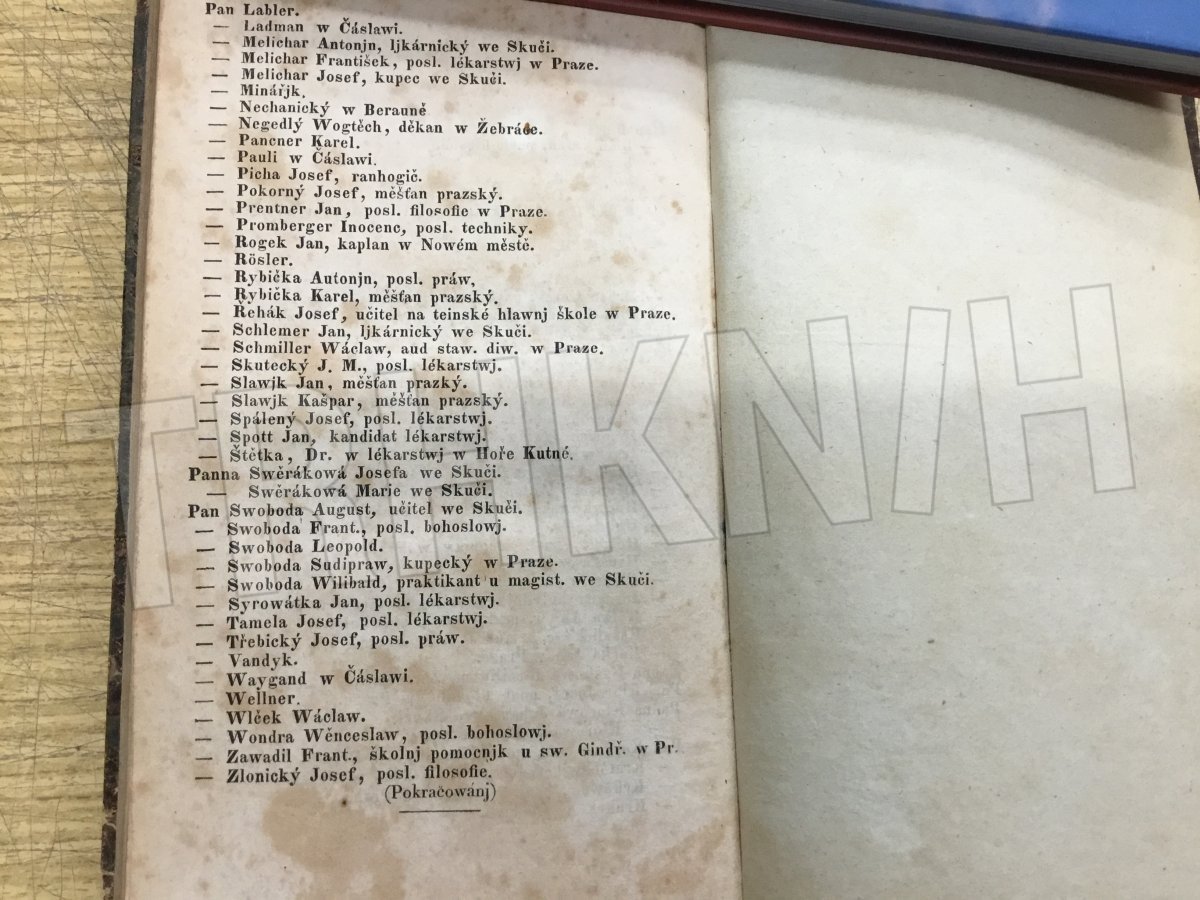 Pan Labler.
— Ladman w Čáslawi.
— Melichar Antonjn, ljkárnický we Skuči.
— Melichar František, posl. lékarstwj w Praze.
— Melichar Josef, kupec we Skuči.
— Minářjk.
— Nechanický w Berauně
— Negedlý Wogtěch, děkan w Žebráce.
— Pancner Karel.
— Pauli w Čáslawi.
— Picha Josef, ranhogič.
— Pokorný Josef, měšťan prazský.
— Prentner Jan, posl. filosofie w Praze.
— Promberger Inocenc, posl. techniky.
— Rogek Jan, kaplan w Nowém městě.
— Rösler.
— Rybička Autonjn, posl. práw,
— Rybička Karel, měšťan prazský.
— Řehák Josef, učitel na teinské hlawnj škole w Praze.
— Schlemer Jan, ljkárnický we Skuči.
— Schmiller Wáclaw, aud staw. diw. w Praze.
— Skutecký J. M., posl. lékarstwj.
— Slawjk Jan, měšťan prazký.
— Slawjk Kašpar, měšťan prazský.
— Spálený Josef, posl. lékarstwj.
— Spott Jan, kandidat lékarstwj.
— Štětka, Dr. w lékarstwj w Hoře Kutné.
Panna Swěráková Josefa we Skuči.
— Swěráková Marie we Skuči.
Pan Swoboda August, učitel we Skuči.
— Swoboda Frant., posl. bohoslowj.
— Swoboda Leopold.
— Swoboda Sudipraw, kupecký w Praze.
— Swoboda Wilibald, praktikant u magist. we Skuči.
— Syrowátka Jan, posl. lékarstwj.
— Tamela Josef, posl. lékarstwj.
— Třebický Josef, posl. práw.
— Vandyk.
— Waygand w Čáslawi.
— Wellner.
— Wlček Wáclaw.
— Wondra Wěnceslaw, posl. bohoslowj.
— Zawadil Frant., školnj pomocnjk u sw. Gindř. w Pr.
— Zlonický Josef, posl. filosofie.
(Pokračowánj)